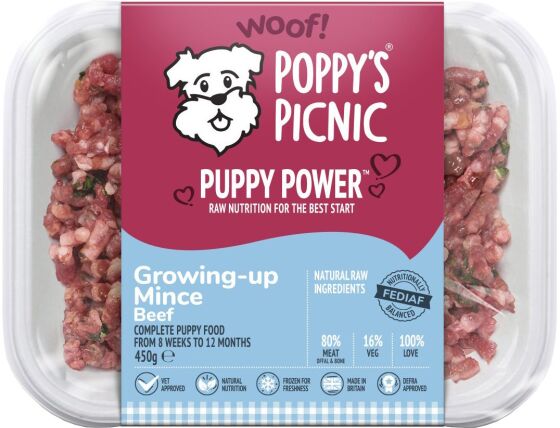 woof!
POPPY'S®
PICNIC
PUPPY POWER™
RAW NUTRITION FOR THE BEST START
Growing-up
Mince
Beef
COMPLETE PUPPY FOOD
FROM 8 WEEKS TO 12 MONTHS
450g ℮
NATURAL RAW
INGREDIENTS
NUTRITIONALLY
FEDIAF
BALANCED
80%
MEAT
OFFAL & BONE
16%
VEG
100%
LOVE
VET
APPROVED
NATURAL
NUTRITION
FROZEN FOR
FRESHNESS
MADE IN
BRITAIN
DEFRA
APPROVED